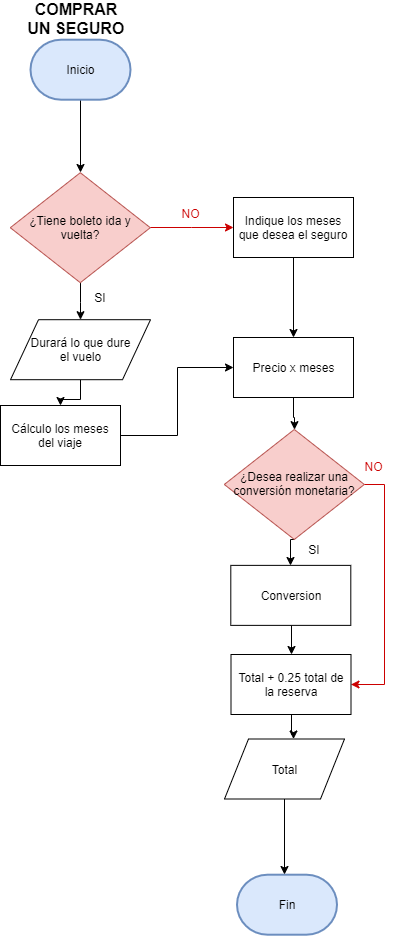 COMPRAR
UN SEGURO
Inicio
¿Tiene boleto ida y
vuelta?
NO
Indique los meses
que desea el seguro
SI
Durará lo que dure
el vuelo
Cálculo los meses
del viaje
Precio x meses
¿Desea realizar una
conversión monetaria?
NO
SI
Conversion
Total + 0.25 total de
la reserva
Total
Fin